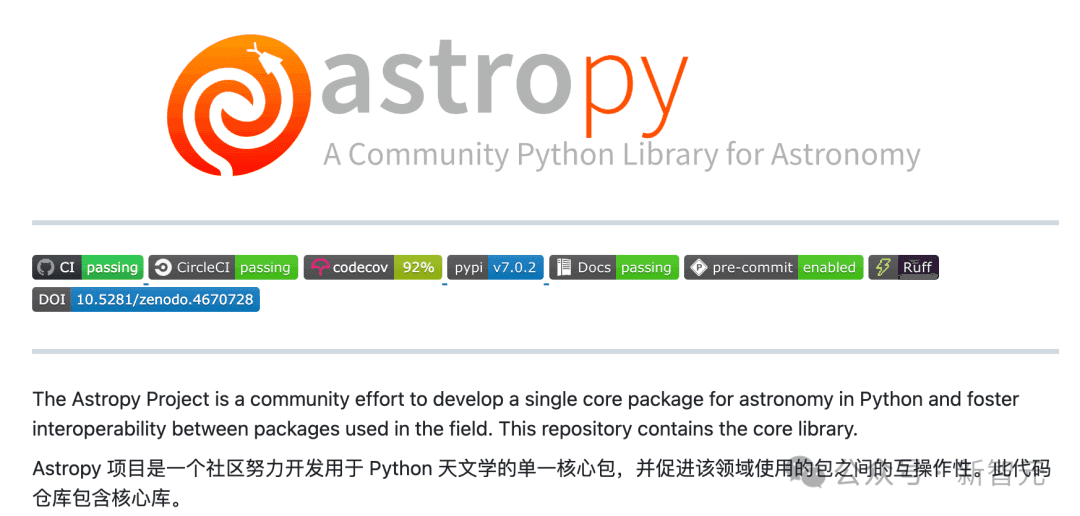 astropy
A Community Python Library for Astronomy
CI passing CircleCI passing codecov 92% pypi v7.0.2 Docs passing pre-commit enabled Ruff
DOI 10.5281/zenodo.4670728
The Astropy Project is a community effort to develop a single core package for astronomy in Python and foster
interoperability between packages used in the field. This repository contains the core library.
Astropy 项目是一个社区努力开发用于 Python 天文学的单一核心包，并促进该领域使用的包之间的互操作性。此代码
仓库包含核心库。
公众号 · 新智元